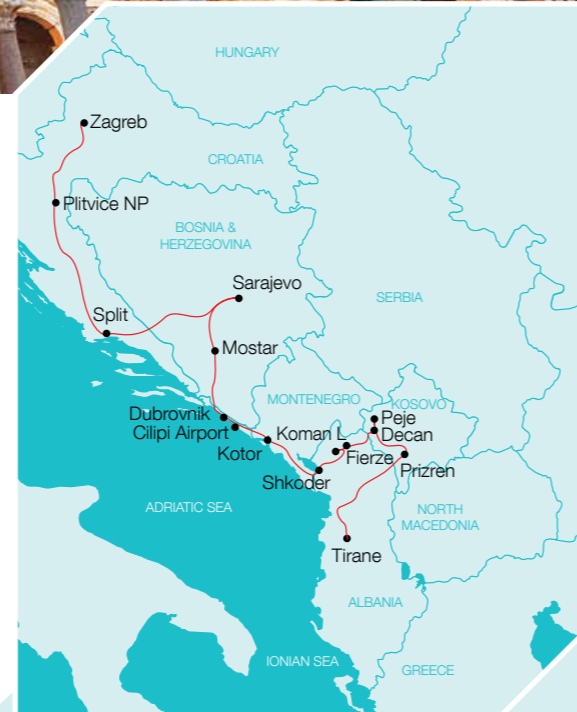 HUNGARY
Zagreb
CROATIA
Plitvice NP
BOSNIA &
HERZEGOVINA
Sarajevo
SERBIA
Split
Mostar
MONTENEGRO
KOSOVO
Dubrovnik
Peje
Cilipi Airport
Koman L
Decan
Kotor
Fierze
Prizren
Shkoder
ADRIATIC SEA
NORTH
MACEDONIA
Tirane
ALBANIA
IONIAN SEA
GREECE